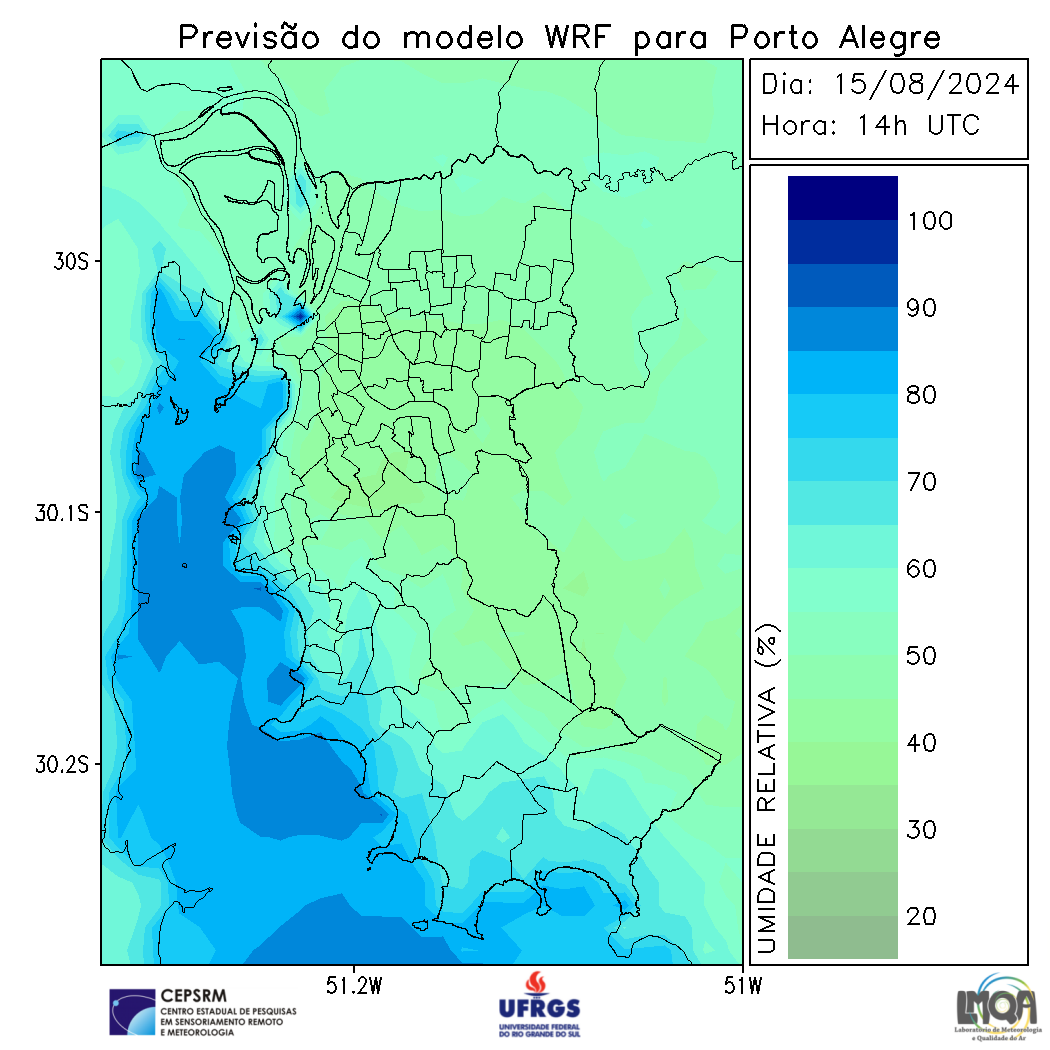 Previsão do modelo WRF para Porto Alegre
Dia: 15/08/2024
Hora: 14h UTC
30S
30.1S
30.2S
51.2W
51W
100
90
80
70
60
50
40
30
20
UMIDADE RELATIVA (%)
CEPSRM
CENTRO ESTADUAL DE PESQUISAS
EM SENSORIAMENTO REMOTO
E METEOROLOGIA
UFRGS
UNIVERSIDADE FEDERAL
DO RIO GRANDE DO SUL
LMQA
Laboratório de Meteorologia
e Qualidade do Ar